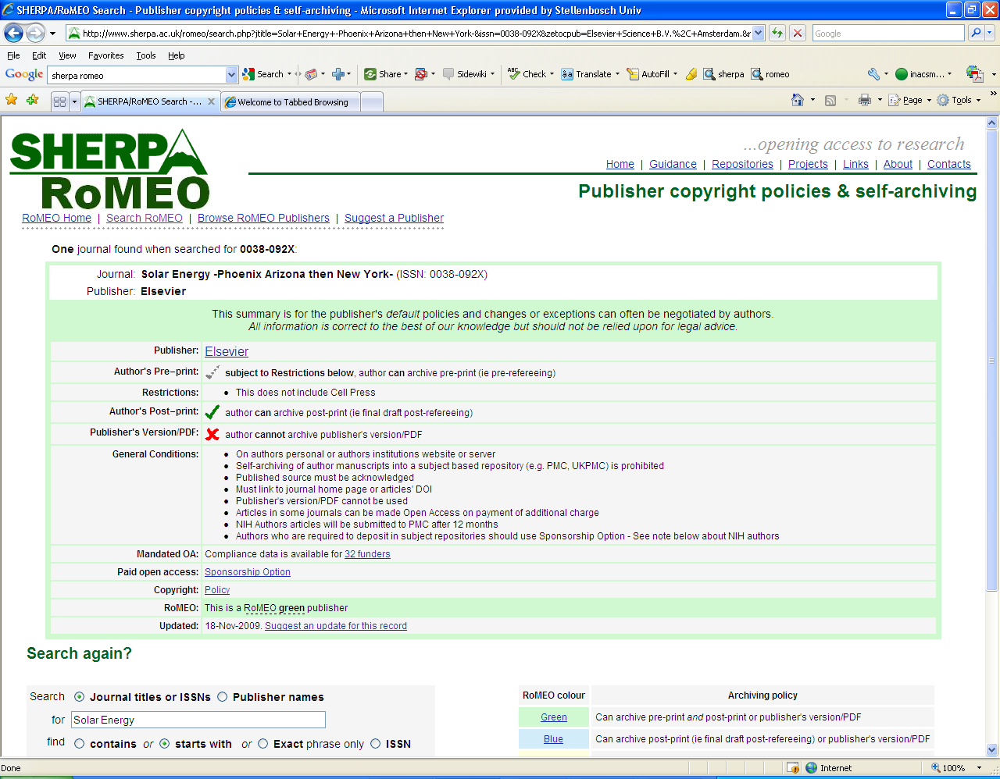 SHERPA/RoMEO Search - Publisher copyright policies & self-archiving - Microsoft Internet Explorer provided by Stellenbosch Univ
http://www.sherpa.ac.uk/romeo/search.php?jtitle=Solar+Energy+-Phoenix+Arizona+then+New+York-&issn=0038-092X&zetocpub=Elsevier+Science+B.V.%2C+Amsterdam.&r
Google
File Edit View Favorites Tools Help
Google sherpa romeo Search Share Sidewiki Check Translate AutoFill sherpa romeo inacsm...
SHERPA/RoMEO Search -... Welcome to Tabbed Browsing Page Tools
SHERPA
RoMEO
...opening access to research
Home | Guidance | Repositories | Projects | Links | About | Contacts
Publisher copyright policies & self-archiving
RoMEO Home | Search RoMEO | Browse RoMEO Publishers | Suggest a Publisher
One journal found when searched for 0038-092X:
Journal: Solar Energy -Phoenix Arizona then New York- (ISSN: 0038-092X)
Publisher: Elsevier
This summary is for the publisher's default policies and changes or exceptions can often be negotiated by authors.
All information is correct to the best of our knowledge but should not be relied upon for legal advice.
Publisher: Elsevier
Author's Pre-print: subject to Restrictions below, author can archive pre-print (ie pre-refereeing)
Restrictions: • This does not include Cell Press
Author's Post-print: author can archive post-print (ie final draft post-refereeing)
Publisher's Version/PDF: author cannot archive publisher's version/PDF
General Conditions: • On authors personal or authors institutions website or server
• Self-archiving of author manuscripts into a subject based repository (e.g. PMC, UKPMC) is prohibited
• Published source must be acknowledged
• Must link to journal home page or articles' DOI
• Publisher's version/PDF cannot be used
• Articles in some journals can be made Open Access on payment of additional charge
• NIH Authors articles will be submitted to PMC after 12 months
• Authors who are required to deposit in subject repositories should use Sponsorship Option - See note below about NIH authors
Mandated OA: Compliance data is available for 32 funders
Paid open access: Sponsorship Option
Copyright: Policy
RoMEO: This is a RoMEO green publisher
Updated: 18-Nov-2009. Suggest an update for this record
Search again?
Search Journal titles or ISSNs Publisher names
for Solar Energy
find contains or starts with or Exact phrase only ISSN
RoMEO colour Archiving policy
Green Can archive pre-print and post-print or publisher's version/PDF
Blue Can archive post-print (ie final draft post-refereeing) or publisher's version/PDF
Done Internet 100%